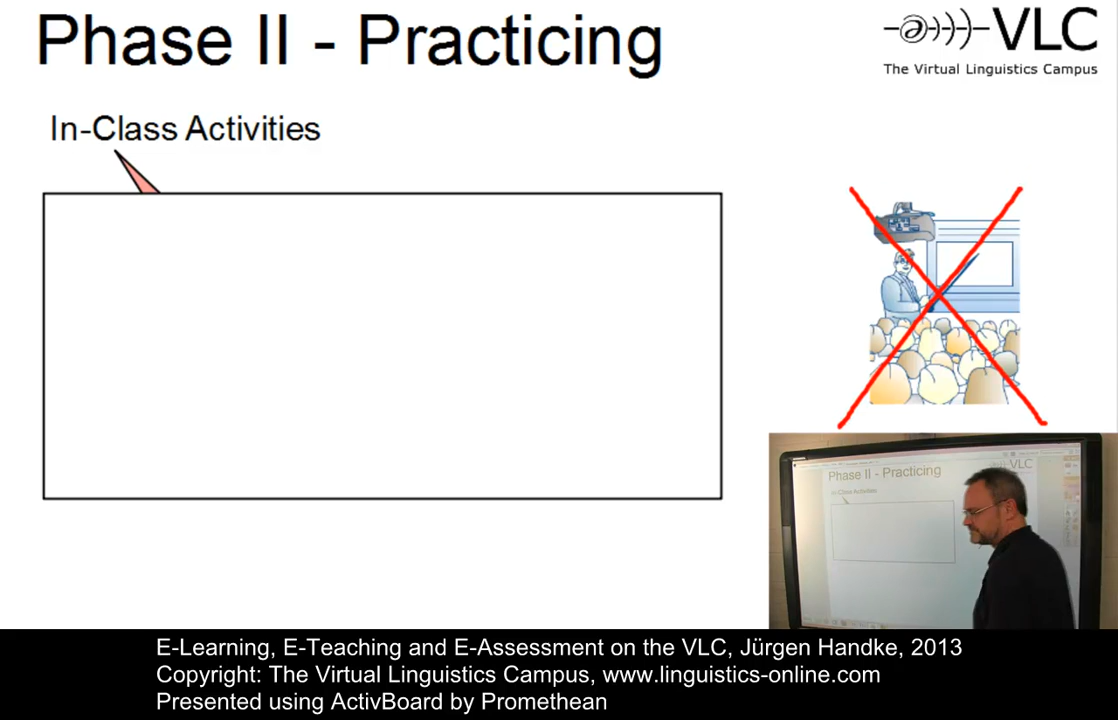 Phase II - Practicing
VLC
The Virtual Linguistics Campus
In-Class Activities
Phase II - Practicing
VLC
In-Class Activities
E-Learning, E-Teaching and E-Assessment on the VLC, Jürgen Handke, 2013
Copyright: The Virtual Linguistics Campus, www.linguistics-online.com
Presented using ActivBoard by Promethean